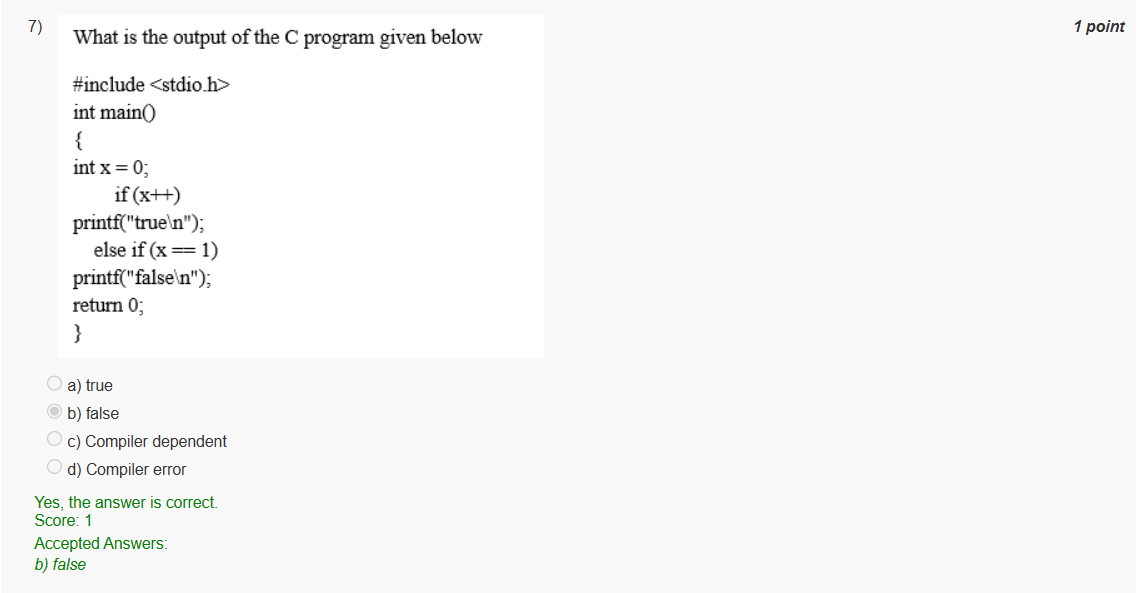 7)
1 point
What is the output of the C program given below
#include <stdio.h>
int main()
{
int x = 0;
if (x++)
printf("true\n");
else if (x == 1)
printf("false\n");
return 0;
}
a) true
b) false
c) Compiler dependent
d) Compiler error
Yes, the answer is correct.
Score: 1
Accepted Answers:
b) false